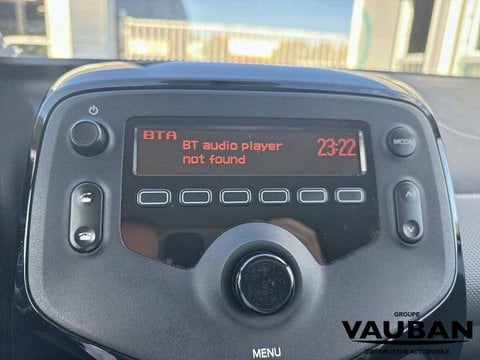 BTA
BT audio player
not found
23:22
MODE
MENU
GROUPE
VAUBAN
DISTRIBUTEUR AUTOMOBILE